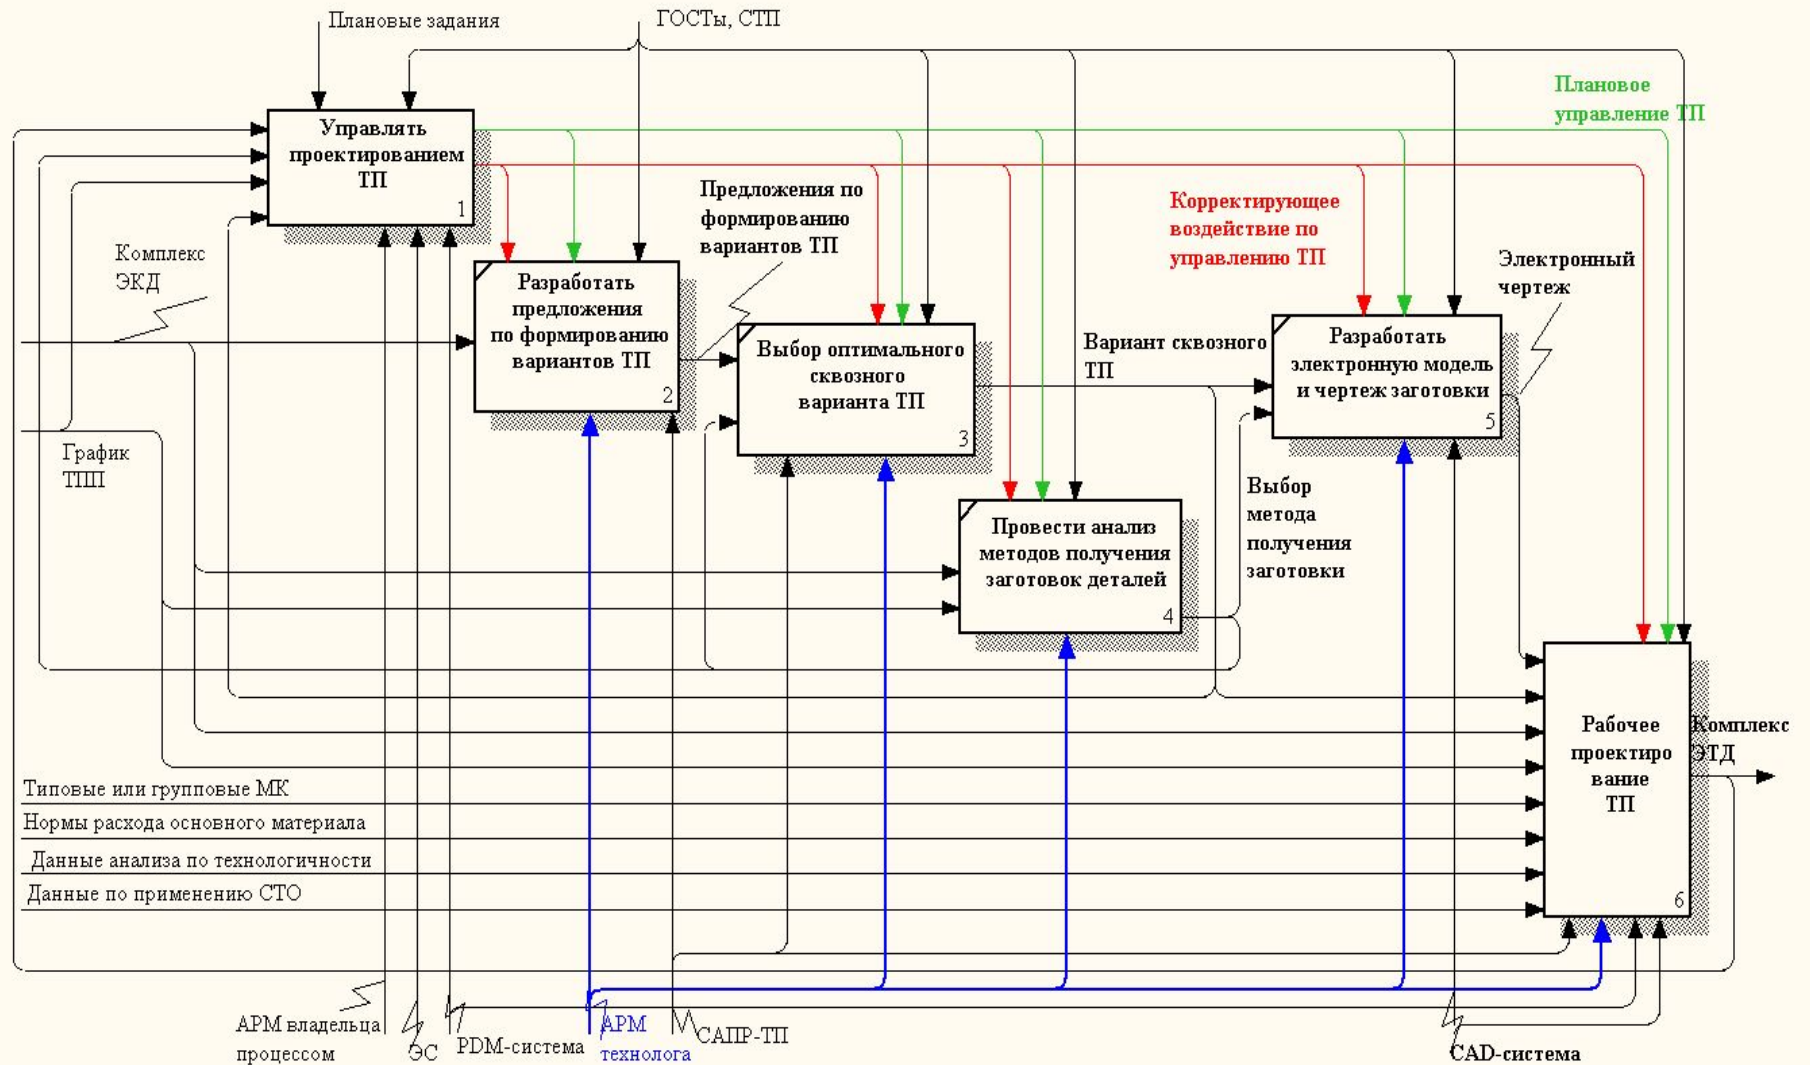 Плановые задания
ГОСТы, СТП
Плановое
управление ТП
Управлять
проектированием
ТП
1
Предложения по
формированию
вариантов ТП
Корректирующее
воздействие по
управлению ТП
Комплекс
ЭКД
Разработать
предложения
по формированию
вариантов ТП
2
Электронный
чертеж
Выбор оптимального
сквозного
варианта ТП
3
Вариант сквозного
ТП
Разработать
электронную модель
и чертеж заготовки
5
График
ТПП
Выбор
метода
получения
заготовки
Провести анализ
методов получения
заготовок деталей
4
Рабочее
проектиро
вание
ТП
6
Комплекс
ЭТД
Типовые или групповые МК
Нормы расхода основного материала
Данные анализа по технологичности
Данные по применению СТО
АРМ владельца
процессом
ЭС
PDM-система
АРМ
технолога
САПР-ТП
CAD-система